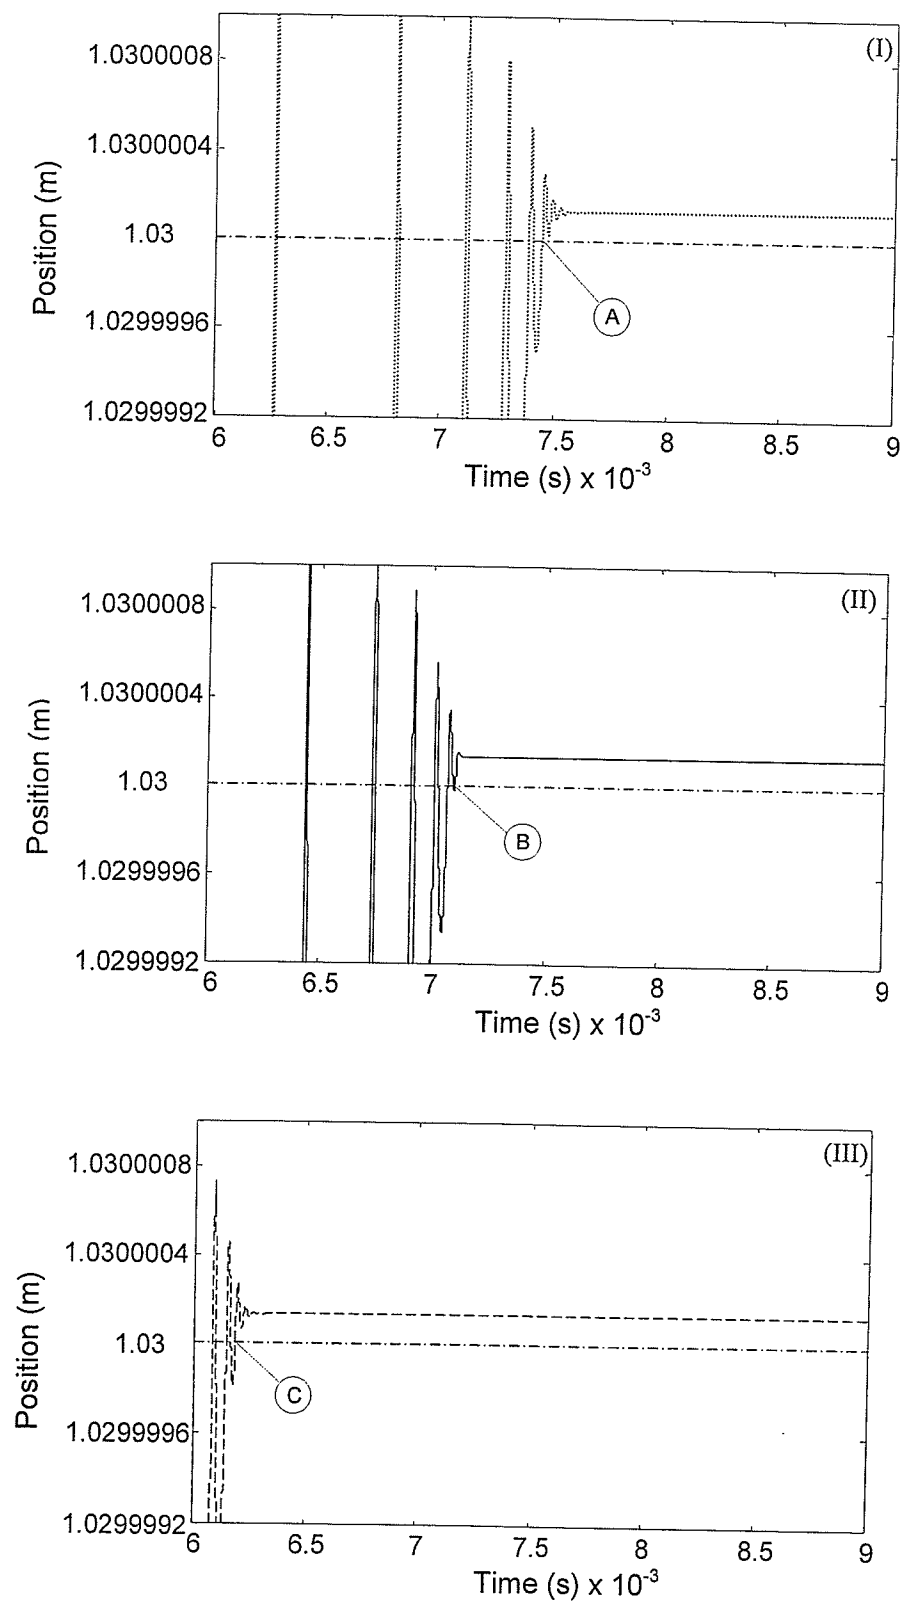 (I)
1.0300008
1.0300004
1.03
1.0299996
1.0299992
Position (m)
6 6.5 7 7.5 8 8.5 9
Time (s) x 10-3
A
(II)
1.0300008
1.0300004
1.03
1.0299996
1.0299992
Position (m)
6 6.5 7 7.5 8 8.5 9
Time (s) x 10-3
B
(III)
1.0300008
1.0300004
1.03
1.0299996
1.0299992
Position (m)
6 6.5 7 7.5 8 8.5 9
Time (s) x 10-3
C